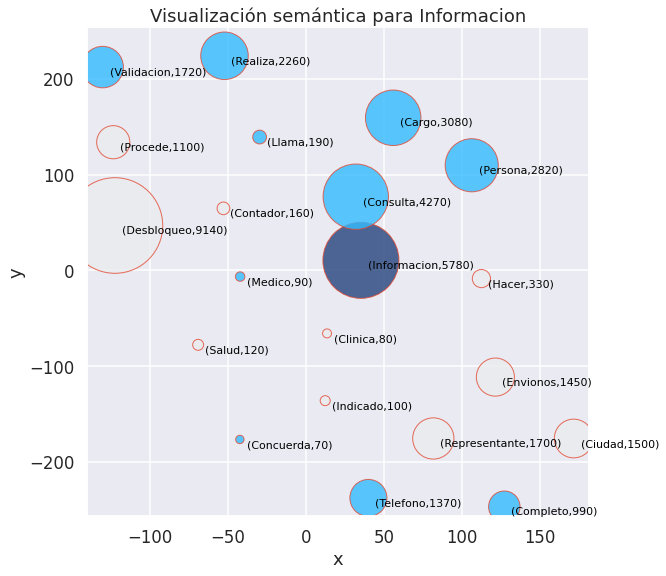 Visualización semántica para Informacion
(Realiza,2260)
(Validacion,1720)
(Cargo,3080)
(Llama,190)
(Procede,1100)
(Persona,2820)
(Consulta,4270)
(Contador,160)
(Desbloqueo,9140)
(Informacion,5780)
(Medico,90)
(Hacer,330)
(Clinica,80)
(Salud,120)
(Envionos,1450)
(Indicado,100)
(Representante,1700)
(Ciudad,1500)
(Concuerda,70)
(Telefono,1370)
(Completo,990)
200
100
0
−100
−200
y
−100
−50
0
50
100
150
x